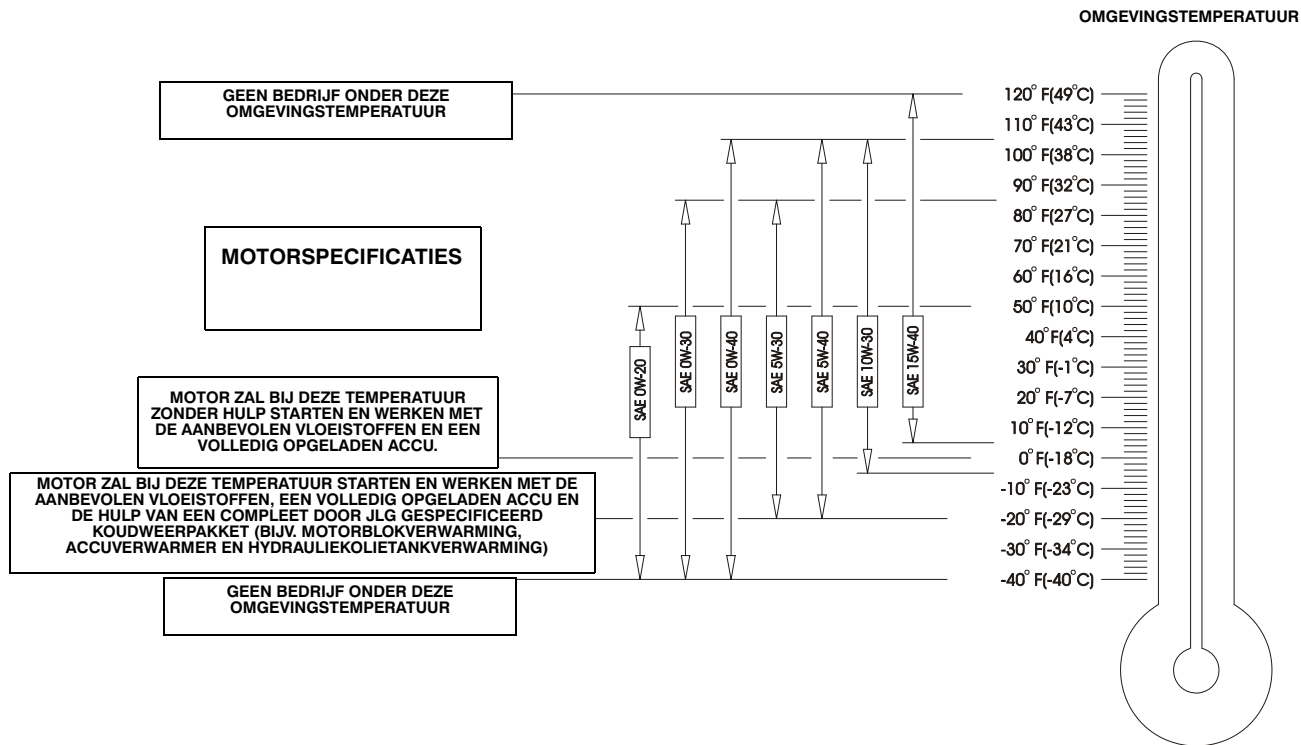 OMGEVINGSTEMPERATUUR
GEEN BEDRIJF ONDER DEZE
OMGEVINGSTEMPERATUUR
MOTORSPECIFICATIES
MOTOR ZAL BIJ DEZE TEMPERATUUR
ZONDER HULP STARTEN EN WERKEN MET
DE AANBEVOLEN VLOEISTOFFEN EN EEN
VOLLEDIG OPGELADEN ACCU.
MOTOR ZAL BIJ DEZE TEMPERATUUR STARTEN EN WERKEN MET DE
AANBEVOLEN VLOEISTOFFEN, EEN VOLLEDIG OPGELADEN ACCU EN
DE HULP VAN EEN COMPLEET DOOR JLG GESPECIFICEERD
KOUDWEERPAKKET (BIJV. MOTORBLOKVERWARMING,
ACCUVERWARMER EN HYDRAULIEKOLIETANKVERWARMING)
GEEN BEDRIJF ONDER DEZE
OMGEVINGSTEMPERATUUR
SAE 0W-20
SAE 0W-30
SAE 0W-40
SAE 5W-30
SAE 5W-40
SAE 10W-30
SAE 15W-40
120° F(49°C)
110° F(43°C)
100° F(38°C)
90° F(32°C)
80° F(27°C)
70° F(21°C)
60° F(16°C)
50° F(10°C)
40° F(4°C)
30° F(-1°C)
20° F(-7°C)
10° F(-12°C)
0° F(-18°C)
-10° F(-23°C)
-20° F(-29°C)
-30° F(-34°C)
-40° F(-40°C)